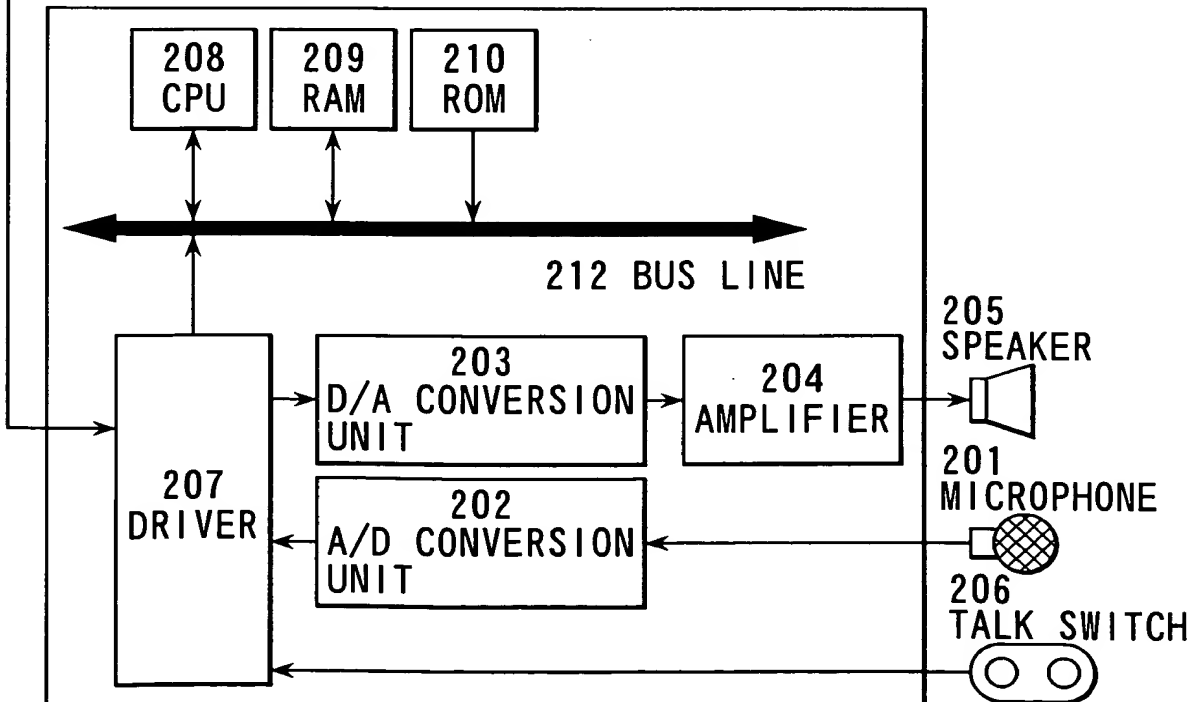 208
CPU
209
RAM
210
ROM
212 BUS LINE
205
SPEAKER
203
D/A CONVERSION
UNIT
204
AMPLIFIER
201
MICROPHONE
207
DRIVER
202
A/D CONVERSION
UNIT
206
TALK SWITCH